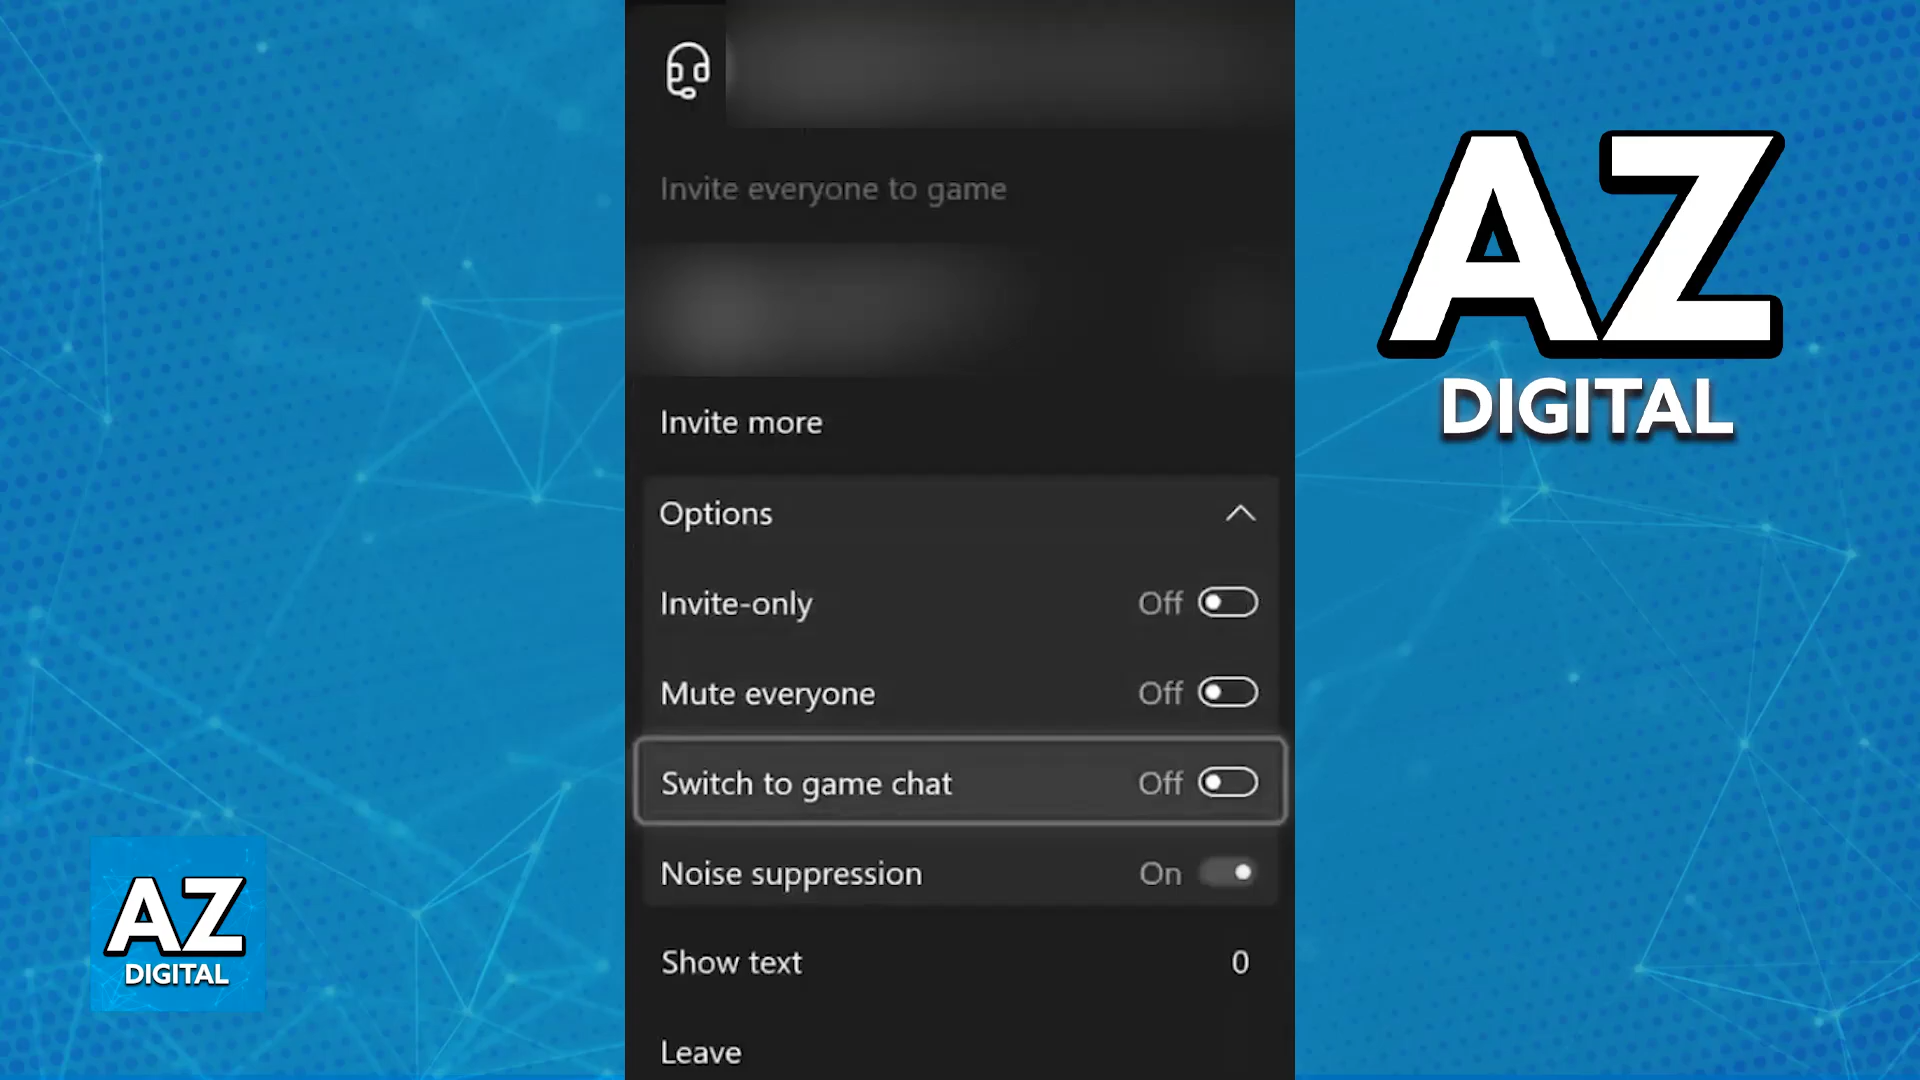 Invite everyone to game
Invite more
Options
Invite-only Off
Mute everyone Off
Switch to game chat Off
Noise suppression On
Show text 0
Leave
AZ
DIGITAL
AZ
DIGITAL